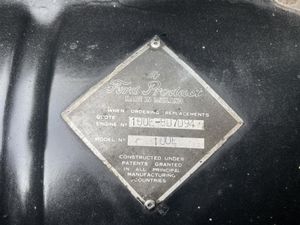 A
Ford Product
MADE IN ENGLAND
WHEN ORDERING REPLACEMENTS
QUOTE
ENGINE Nº
MODEL Nº 100E
CONSTRUCTED UNDER
PATENTS GRANTED
IN ALL PRINCIPAL
MANUFACTURING
COUNTRIES